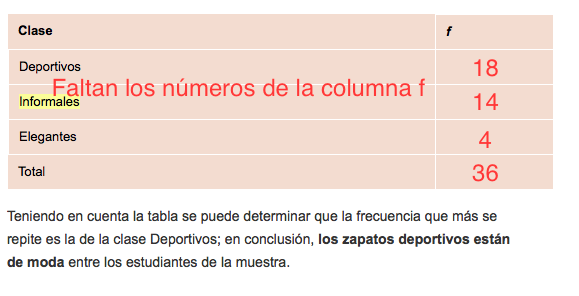 Clase f
Deportivos 18
Faltan los números de la columna f
Informales 14
Elegantes 4
Total 36
Teniendo en cuenta la tabla se puede determinar que la frecuencia que más se
repite es la de la clase Deportivos; en conclusión, los zapatos deportivos están
de moda entre los estudiantes de la muestra.